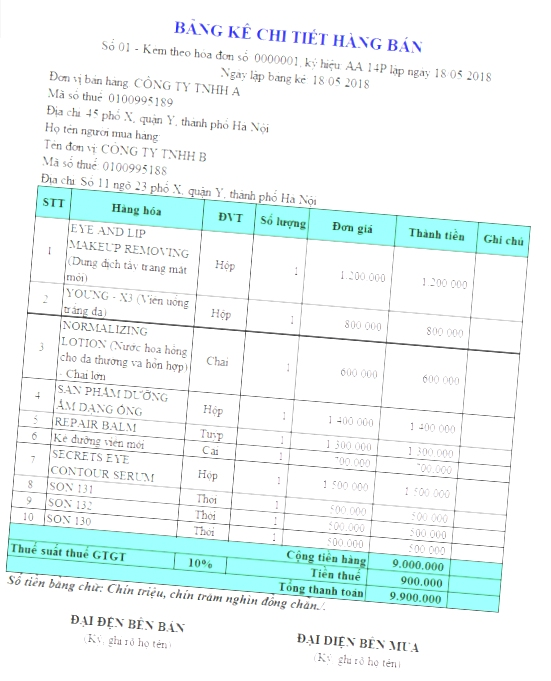 BẢNG KÊ CHI TIẾT HÀNG BÁN
Số 01 - Kèm theo hóa đơn số 0000001, ký hiệu AA 14P lập ngày 18 05 2018
Ngày lập bảng kê 18 05 2018
Đơn vị bán hàng CÔNG TY TNHH A
Mã số thuế 0100995189
Địa chỉ 45 phố X, quận Y, thành phố Hà Nội
Họ tên người mua hàng
Tên đơn vị CÔNG TY TNHH B
Mã số thuế 0100995188
Địa chỉ Số 11 ngõ 23 phố X, quận Y, thành phố Hà Nội
STT Hàng hóa ĐVT Số lượng Đơn giá Thành tiền Ghi chú
EYE AND LIP
MAKEUP REMOVING
1 (Dung dịch tẩy trang mắt Hộp 1 1.200.000 1.200.000
môi)
2 YOUNG - X3 (Viên uống Hộp 1 800.000 800.000
trắng da)
NORMALIZING
3 LOTION (Nước hoa hồng Chai 1 600.000 600.000
cho da thường và hỗn hợp)
- Chai lớn
4 SẢN PHẨM DƯỠNG Hộp 1 1.400.000 1.400.000
ẨM DẠNG ỐNG
5 REPAIR BALM Tuýp 1 1.300.000 1.300.000
6 Kẻ đường viền môi Cái 1 700.000 700.000
7 SECRETS EYE Hộp 1 1.500.000 1.500.000
CONTOUR SERUM
8 SON 131 Thỏi 1 500.000 500.000
9 SON 132 Thỏi 1 500.000 500.000
10 SON 130 Thỏi 1 500.000 500.000
Cộng tiền hàng 9.000.000
Thuế suất thuế GTGT 10% Tiền thuế 900.000
Tổng thanh toán 9.900.000
Số tiền bằng chữ: Chín triệu, chín trăm nghìn đồng chẵn./.
ĐẠI ĐỆN BÊN BÁN ĐẠI DIỆN BÊN MUA
(Ký, ghi rõ họ tên) (Ký, ghi rõ họ tên)